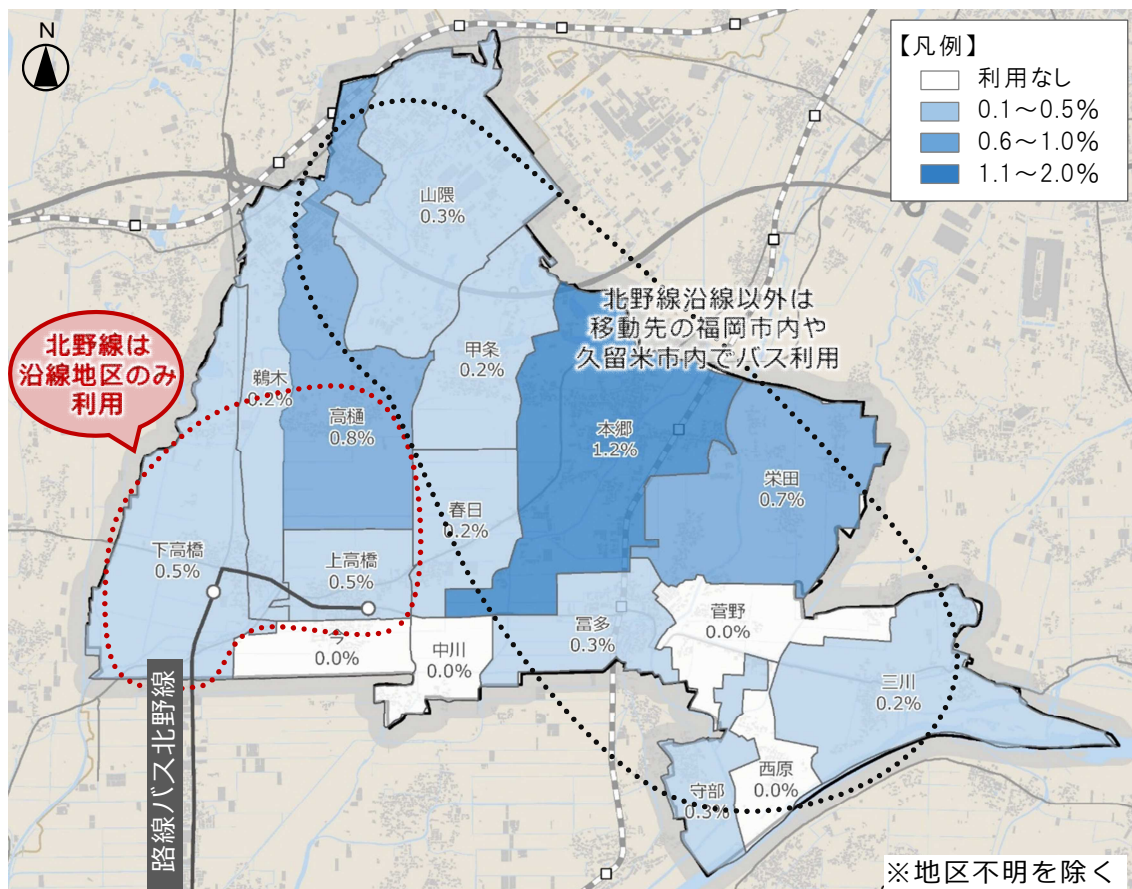 N
【凡例】
利用なし
0.1～0.5%
0.6～1.0%
1.1～2.0%
山隈
0.3%
北野線沿線以外は
移動先の福岡市内や
久留米市内でバス利用
北野線は
沿線地区のみ
利用
鵜木
0.2%
甲条
0.2%
高樋
0.8%
本郷
1.2%
栄田
0.7%
春日
0.2%
下高橋
0.5%
上高橋
0.5%
菅野
0.0%
冨多
0.3%
今
0.0%
中川
0.0%
三川
0.2%
西原
0.0%
守部
0.3%
路線バス北野線
※地区不明を除く